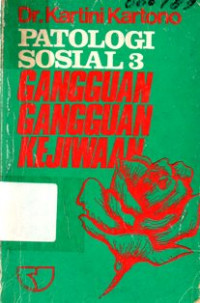 Dr. Kartini Kartono
PATOLOGI
SOSIAL 3
GANGGUAN
GANGGUAN
KEJIWAAN